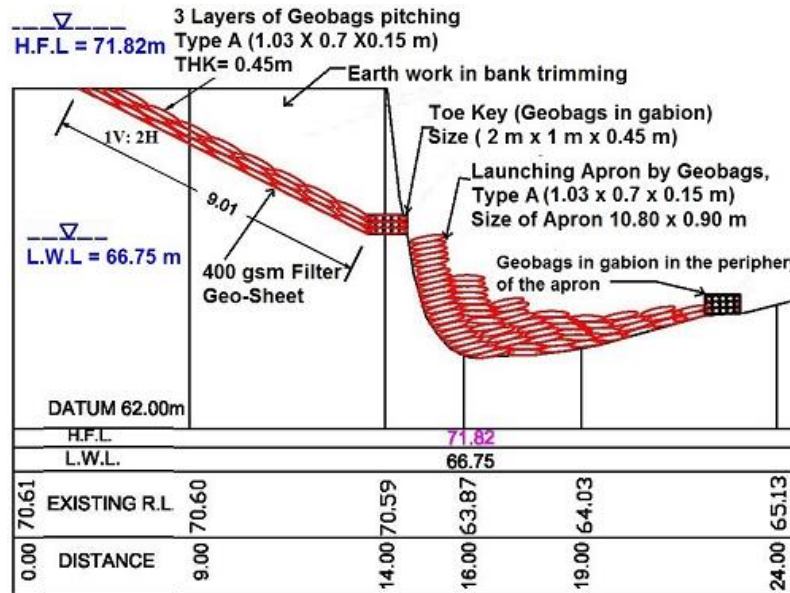 3 Layers of Geobags pitching
Type A (1.03 X 0.7 X0.15 m)
THK= 0.45m
H.F.L = 71.82m
Earth work in bank trimming
Toe Key (Geobags in gabion)
Size ( 2 m x 1 m x 0.45 m)
1V: 2H
Launching Apron by Geobags,
Type A (1.03 x 0.7 x 0.15 m)
Size of Apron 10.80 x 0.90 m
9.01
L.W.L = 66.75 m
400 gsm Filter
Geo-Sheet
Geobags in gabion in the periphery
of the apron
DATUM 62.00m
H.F.L. 71.82
L.W.L. 66.75
70.61 EXISTING R.L 70.60 70.59 63.87 64.03 65.13
0.00 DISTANCE 9.00 14.00 16.00 19.00 24.00